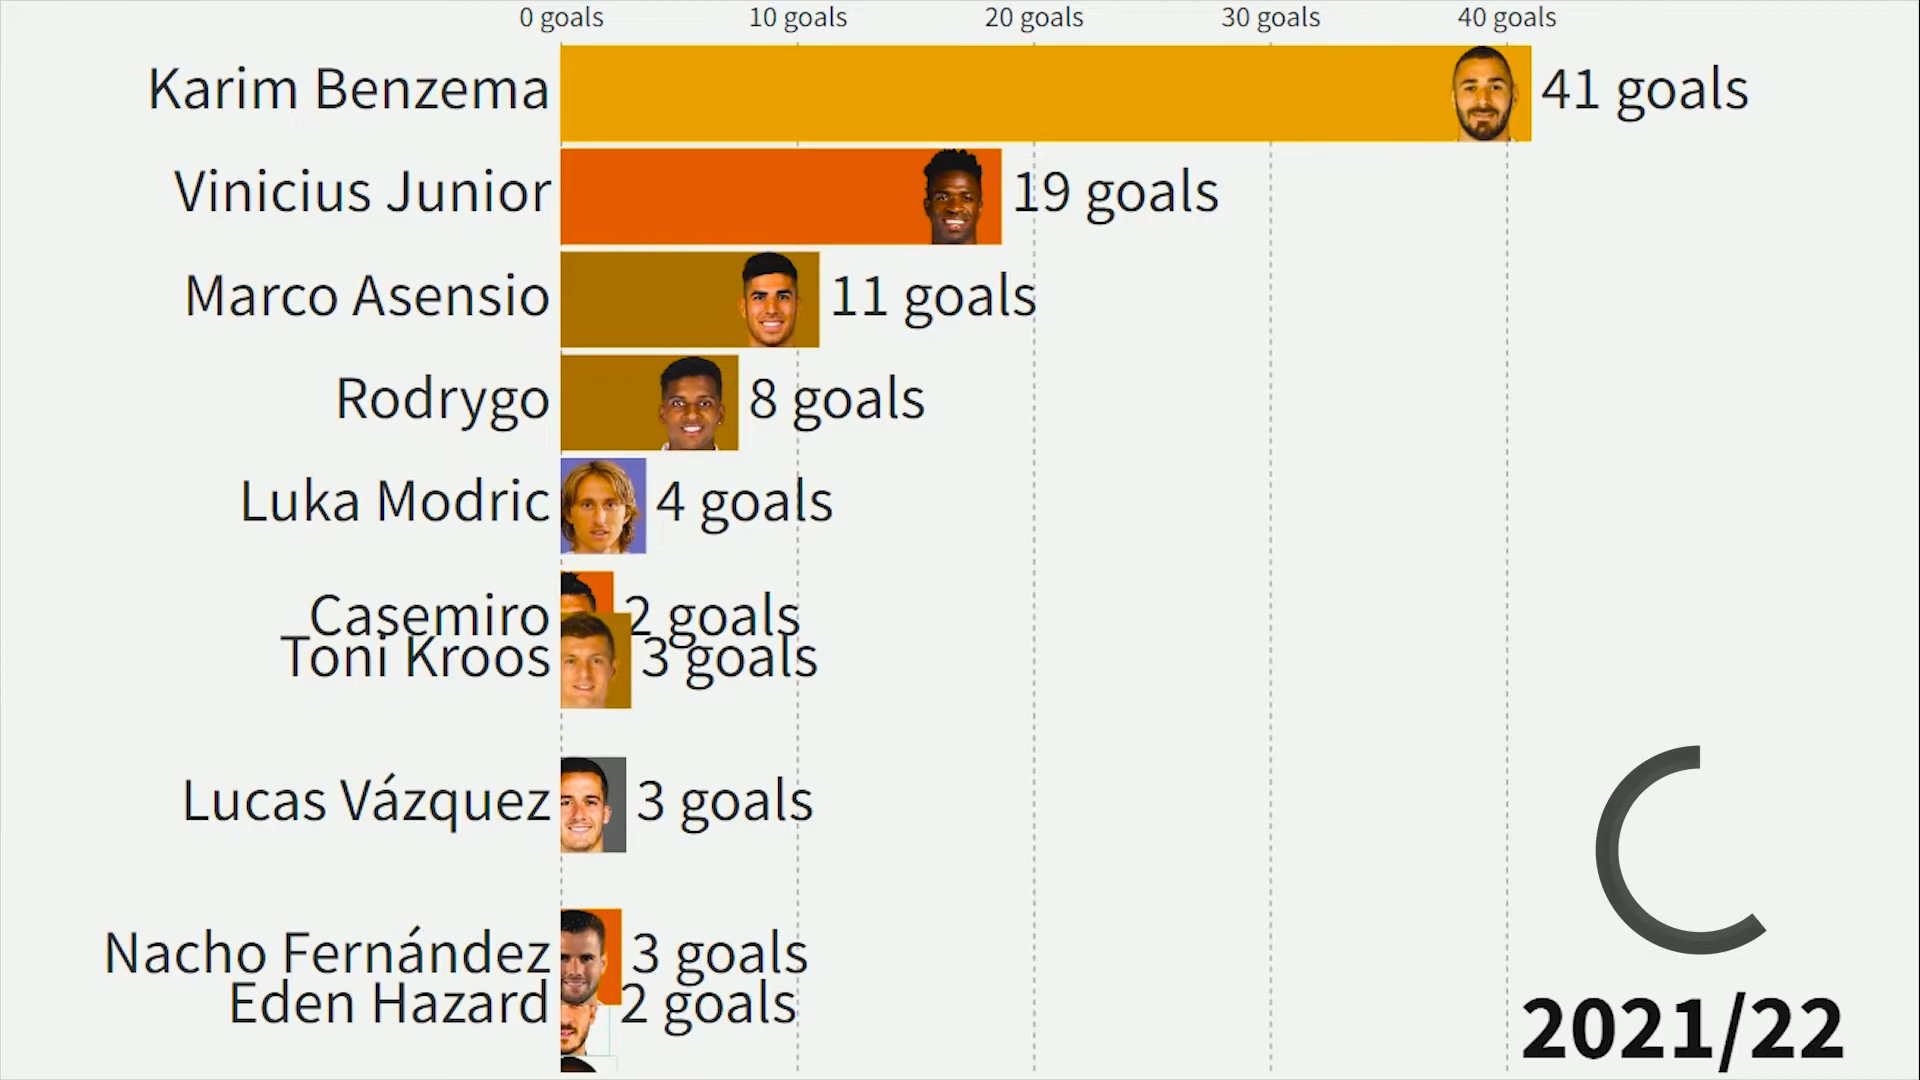 0 goals 10 goals 20 goals 30 goals 40 goals
Karim Benzema 41 goals
Vinicius Junior 19 goals
Marco Asensio 11 goals
Rodrygo 8 goals
Luka Modric 4 goals
Casemiro 2 goals
Toni Kroos 3 goals
Lucas Vázquez 3 goals
Nacho Fernández 3 goals
Eden Hazard 2 goals
2021/22